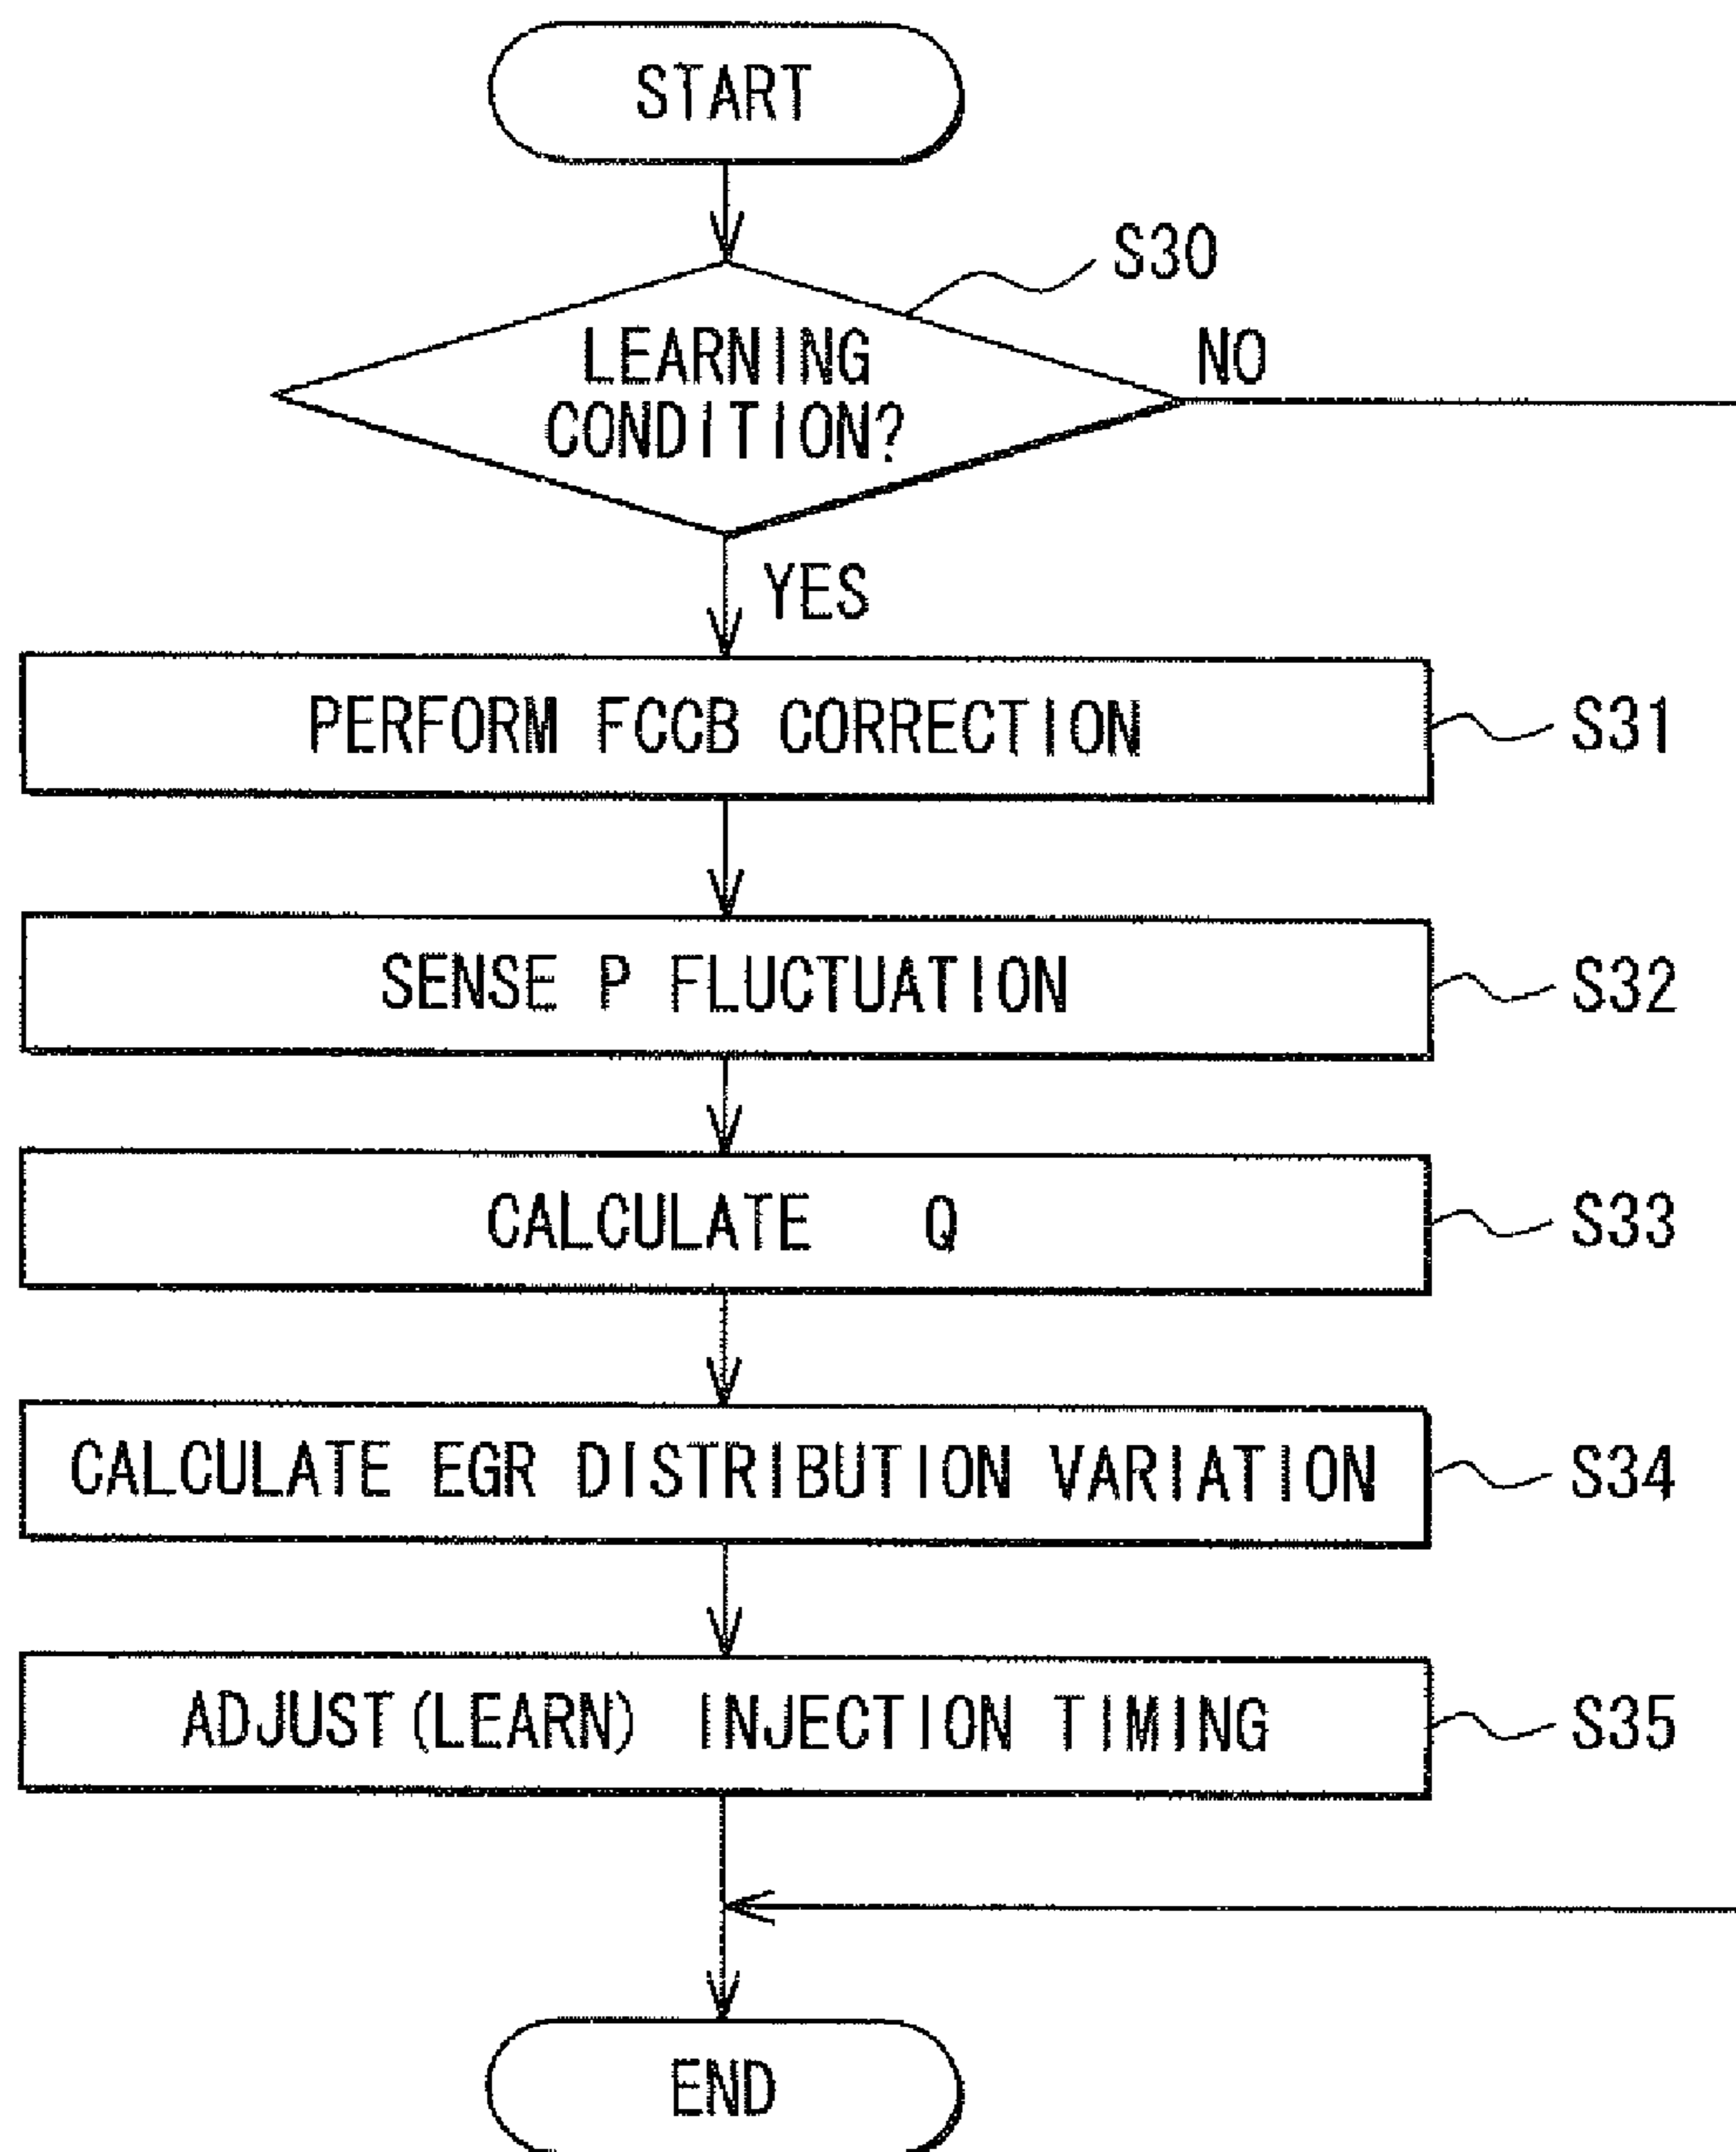 START
S30
LEARNING
CONDITION?
NO
YES
PERFORM FCCB CORRECTION
S31
SENSE P FLUCTUATION
S32
CALCULATE Q
S33
CALCULATE EGR DISTRIBUTION VARIATION
S34
ADJUST(LEARN) INJECTION TIMING
S35
END